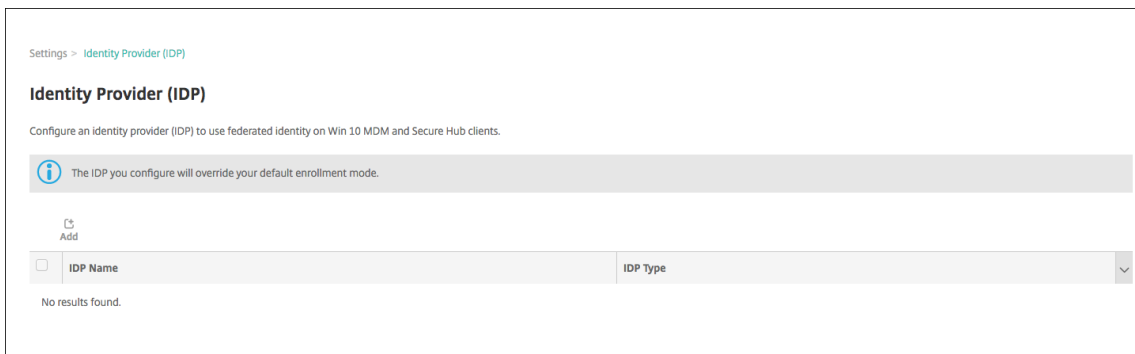 Settings > Identity Provider (IDP)
Identity Provider (IDP)
Configure an identity provider (IDP) to use federated identity on Win 10 MDM and Secure Hub clients.
The IDP you configure will override your default enrollment mode.
Add
IDP Name IDP Type
No results found.